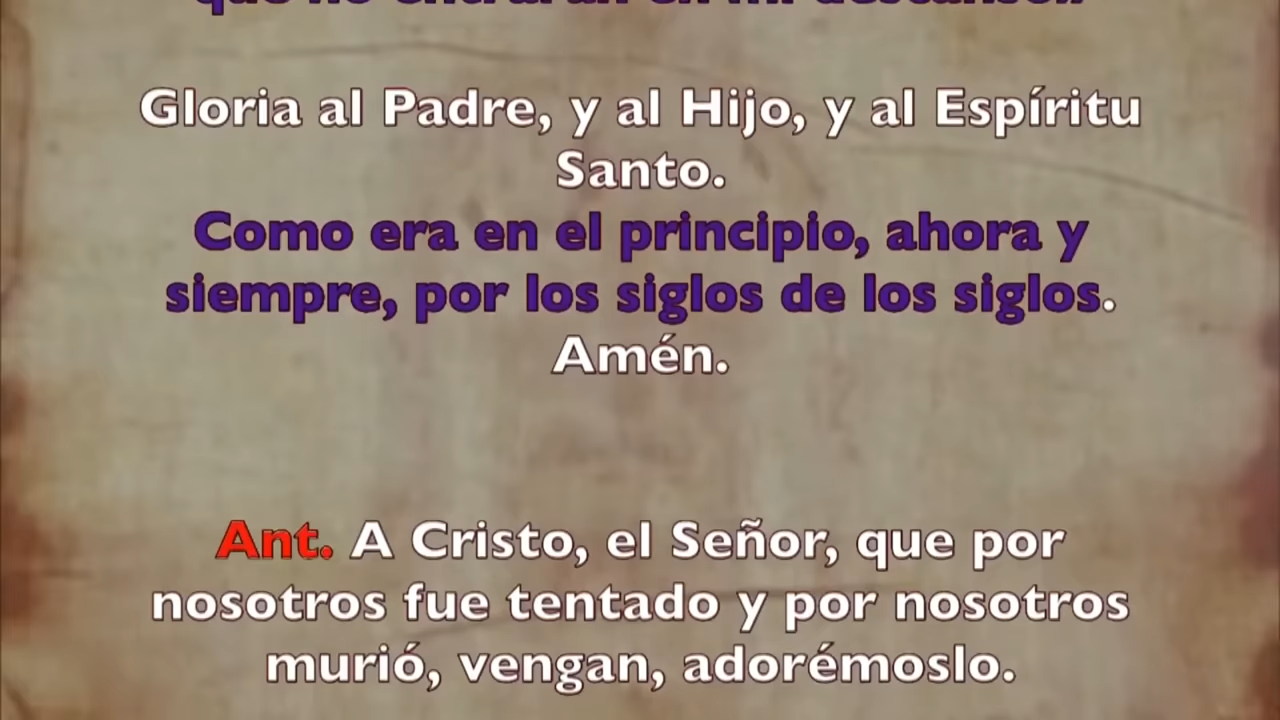 que no entrarán en mi descanso»
Gloria al Padre, y al Hijo, y al Espíritu
Santo.
Como era en el principio, ahora y
siempre, por los siglos de los siglos.
Amén.
Ant. A Cristo, el Señor, que por
nosotros fue tentado y por nosotros
murió, vengan, adorémoslo.